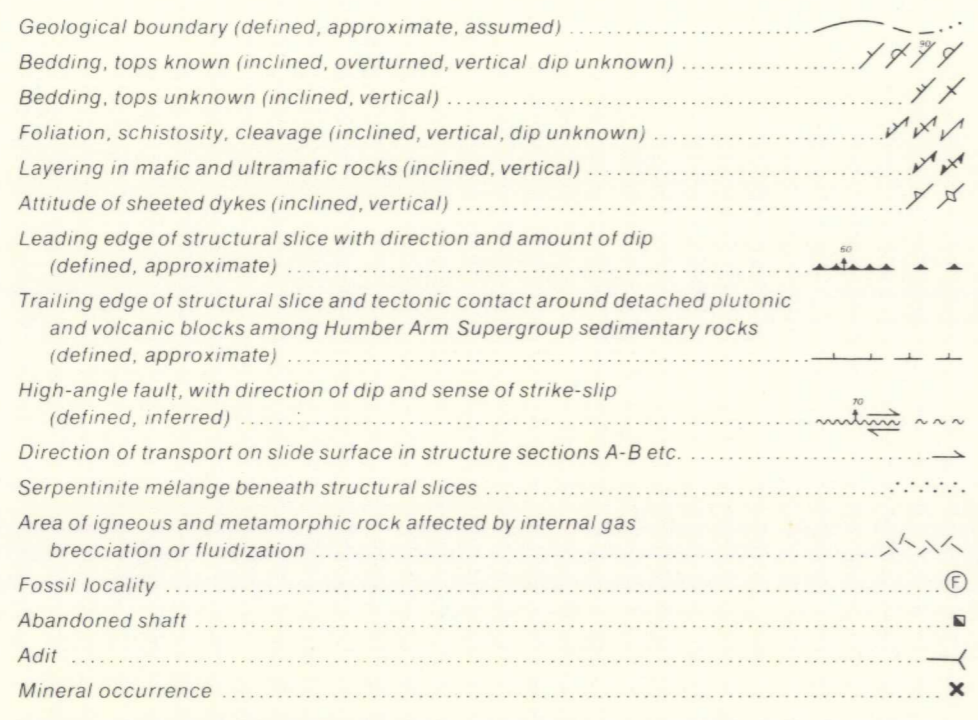 Geological boundary (defined, approximate, assumed)
Bedding, tops known (inclined, overturned, vertical dip unknown)
90
Bedding, tops unknown (inclined, vertical)
Foliation, schistosity, cleavage (inclined, vertical, dip unknown)
Layering in mafic and ultramafic rocks (inclined, vertical)
Attitude of sheeted dykes (inclined, vertical)
Leading edge of structural slice with direction and amount of dip
(defined, approximate)
60
Trailing edge of structural slice and tectonic contact around detached plutonic
and volcanic blocks among Humber Arm Supergroup sedimentary rocks
(defined, approximate)
High-angle fault, with direction of dip and sense of strike-slip
(defined, inferred)
70
Direction of transport on slide surface in structure sections A-B etc.
Serpentinite mélange beneath structural slices
Area of igneous and metamorphic rock affected by internal gas
brecciation or fluidization
Fossil locality F
Abandoned shaft
Adit
Mineral occurrence